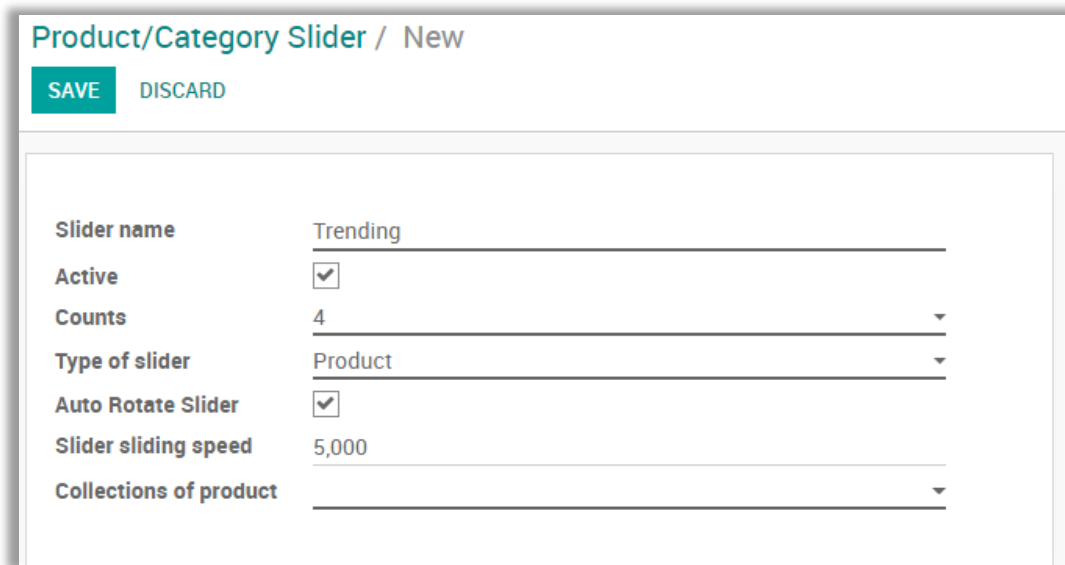 Product/Category Slider / New
SAVE DISCARD
Slider name Trending
Active
Counts 4
Type of slider Product
Auto Rotate Slider
Slider sliding speed 5,000
Collections of product